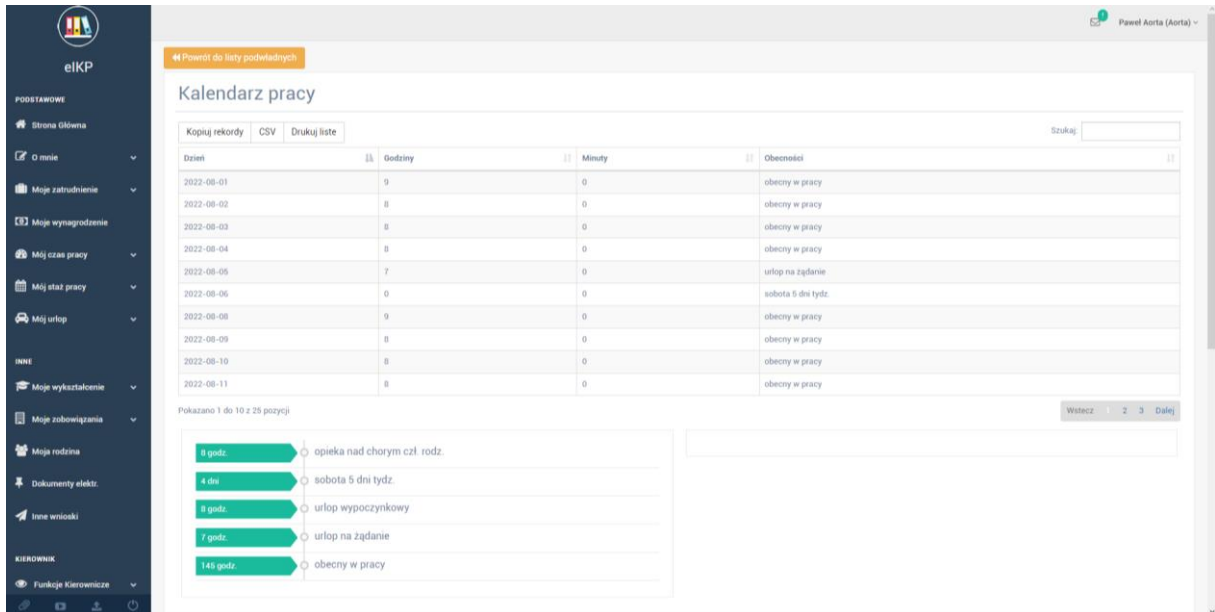 eIKP
PODSTAWOWE
Strona Główna
O mnie
Moje zatrudnienie
Moje wynagrodzenie
Mój czas pracy
Mój staż pracy
Mój urlop
INNE
Moje wykształcenie
Moje zobowiązania
Moja rodzina
Dokumenty elektr.
Inne wnioski
KIEROWNIK
Funkcje Kierownicze
1
Paweł Aorta (Aorta)
Powrót do listy podwładnych
Kalendarz pracy
Kopiuj rekordy CSV Drukuj liste
Szukaj:
Dzień Godziny Minuty Obecności
2022-08-01 9 0 obecny w pracy
2022-08-02 8 0 obecny w pracy
2022-08-03 8 0 obecny w pracy
2022-08-04 8 0 obecny w pracy
2022-08-05 7 0 urlop na żądanie
2022-08-06 0 0 sobota 5 dni tydz.
2022-08-08 9 0 obecny w pracy
2022-08-09 8 0 obecny w pracy
2022-08-10 8 0 obecny w pracy
2022-08-11 8 0 obecny w pracy
Pokazano 1 do 10 z 25 pozycji
Wstecz 1 2 3 Dalej
8 godz. opieka nad chorym czł. rodz.
4 dni sobota 5 dni tydz.
8 godz. urlop wypoczynkowy
7 godz. urlop na żądanie
145 godz. obecny w pracy